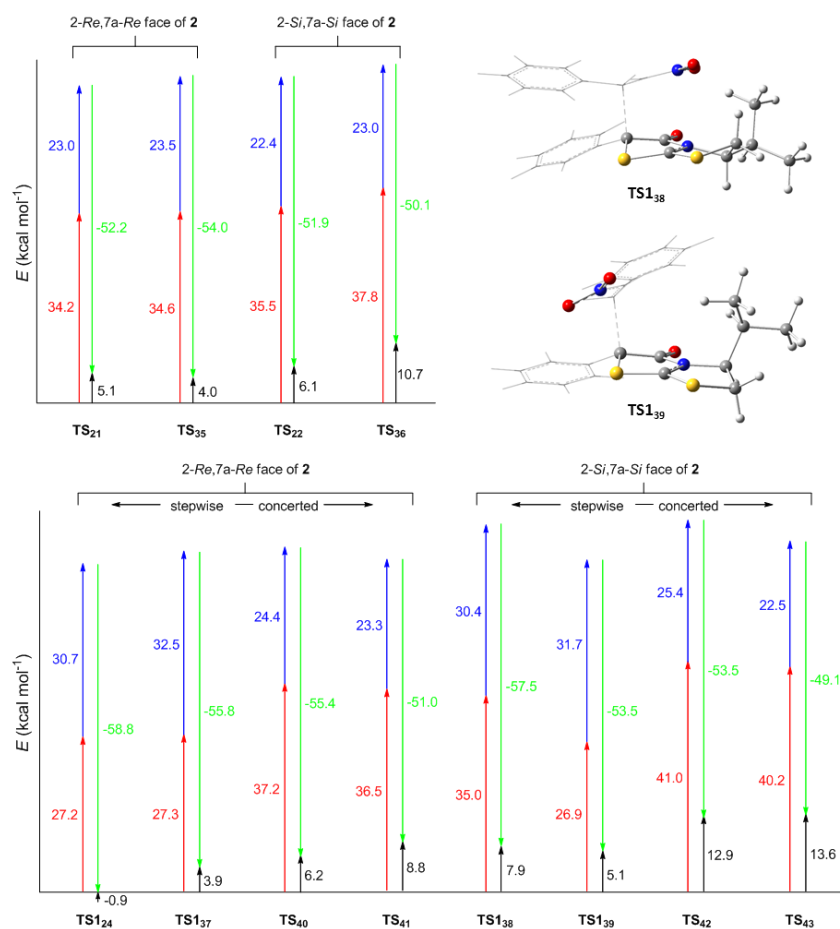 2-Re,7a-Re face of 2
2-Si,7a-Si face of 2
E (kcal mol⁻¹)
23.0
23.5
22.4
23.0
-52.2
-54.0
-51.9
-50.1
34.2
34.6
35.5
37.8
5.1
4.0
6.1
10.7
TS₂₁
TS₃₅
TS₂₂
TS₃₆
TS1₃₈
TS1₃₉
2-Re,7a-Re face of 2
2-Si,7a-Si face of 2
stepwise
concerted
stepwise
concerted
E (kcal mol⁻¹)
30.7
32.5
24.4
23.3
30.4
31.7
25.4
22.5
-58.8
-55.8
-55.4
-51.0
-57.5
-53.5
-53.5
-49.1
27.2
27.3
37.2
36.5
35.0
26.9
41.0
40.2
-0.9
3.9
6.2
8.8
7.9
5.1
12.9
13.6
TS1₂₄
TS1₃₇
TS₄₀
TS₄₁
TS1₃₈
TS1₃₉
TS₄₂
TS₄₃